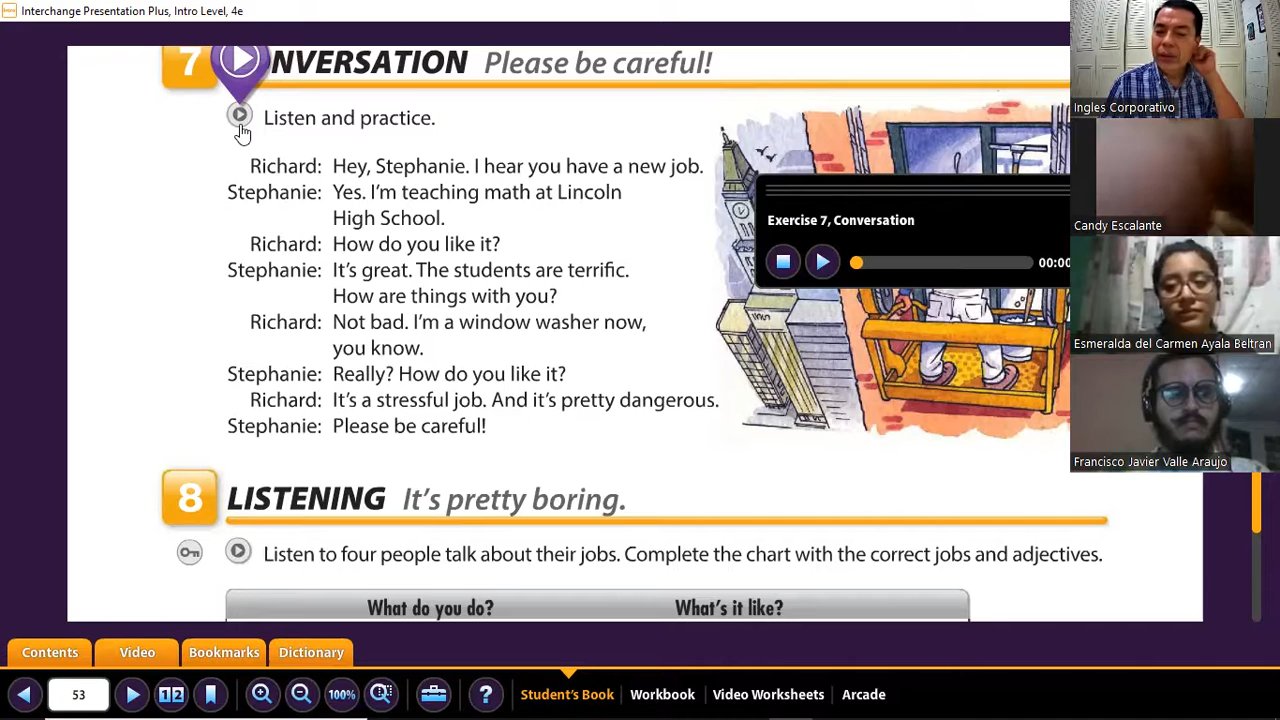 Interchange Presentation Plus, Intro Level, 4e
7 NVERSATION Please be careful!
Listen and practice.
Richard: Hey, Stephanie. I hear you have a new job.
Stephanie: Yes. I'm teaching math at Lincoln
High School.
Richard: How do you like it?
Stephanie: It's great. The students are terrific.
How are things with you?
Richard: Not bad. I'm a window washer now,
you know.
Stephanie: Really? How do you like it?
Richard: It's a stressful job. And it's pretty dangerous.
Stephanie: Please be careful!
Exercise 7, Conversation
00:00
8 LISTENING It's pretty boring.
Listen to four people talk about their jobs. Complete the chart with the correct jobs and adjectives.
What do you do? What's it like?
Ingles Corporativo
Candy Escalante
Esmeralda del Carmen Ayala Beltran
Francisco Javier Valle Araujo
Contents Video Bookmarks Dictionary
53 1 2 100% ? Student's Book Workbook Video Worksheets Arcade